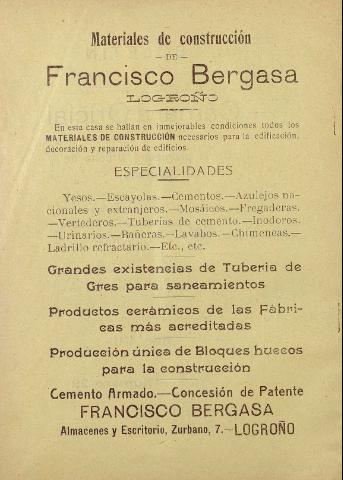 Materiales de construcción
— DE —
Francisco Bergasa
LOGROÑO
En esta casa se hallan en inmejorables condiciones todos los
MATERIALES DE CONSTRUCCIÓN necesarios para la edificación,
decoración y reparación de edificios.
ESPECIALIDADES
Yesos.—Escayolas.—Cementos.—Azulejos na-
cionales y extranjeros.—Mosáicos.—Fregaderas.
—Vertederos.—Tuberías de cemento.—Inodoros.
—Urinarios.—Bañeras.—Lavabos.—Chimeneas.—
Ladrillo refractario.—Etc., etc.
Grandes existencias de Tubería de
Gres para saneamientos
Productos cerámicos de las Fábri-
cas más acreditadas
Producción única de Bloques huecos
para la construcción
Cemento Armado.—Concesión de Patente
FRANCISCO BERGASA
Almacenes y Escritorio, Zurbano, 7.—LOGROÑO